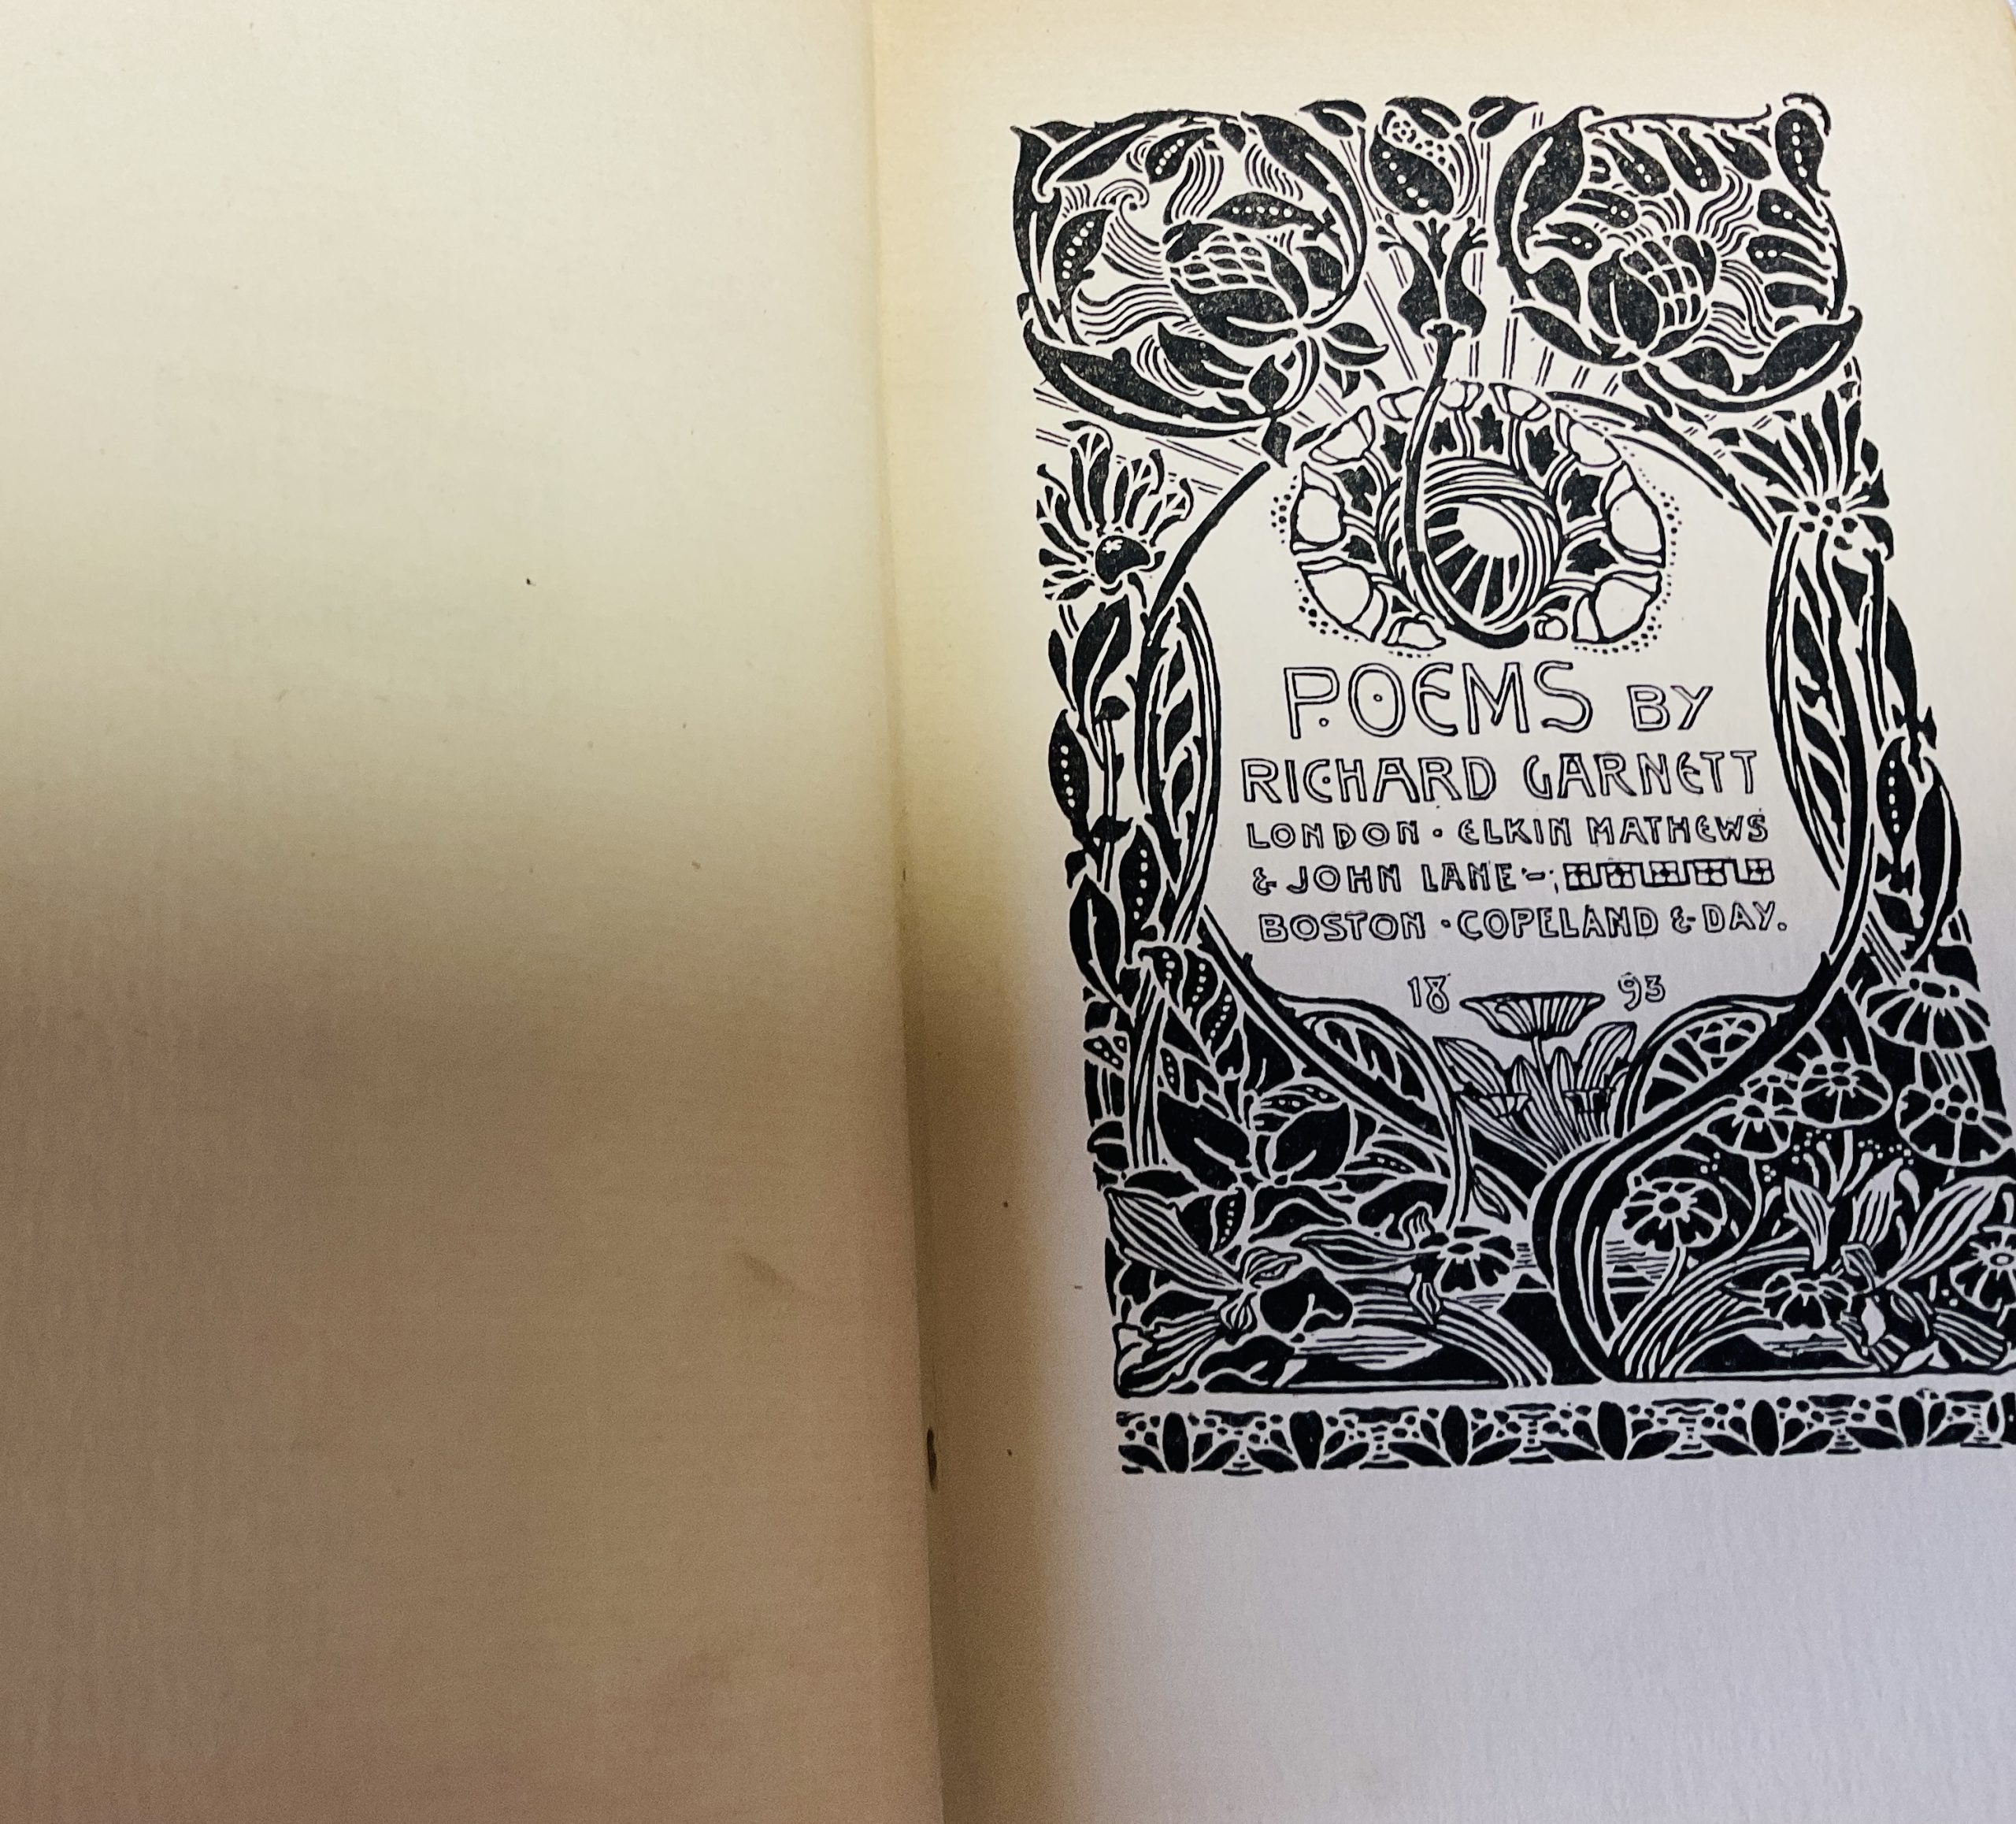 POEMS BY
RICHARD GARNETT
LONDON · ELKIN MATHEWS
& JOHN LANE -;
BOSTON · COPELAND & DAY.
18 93